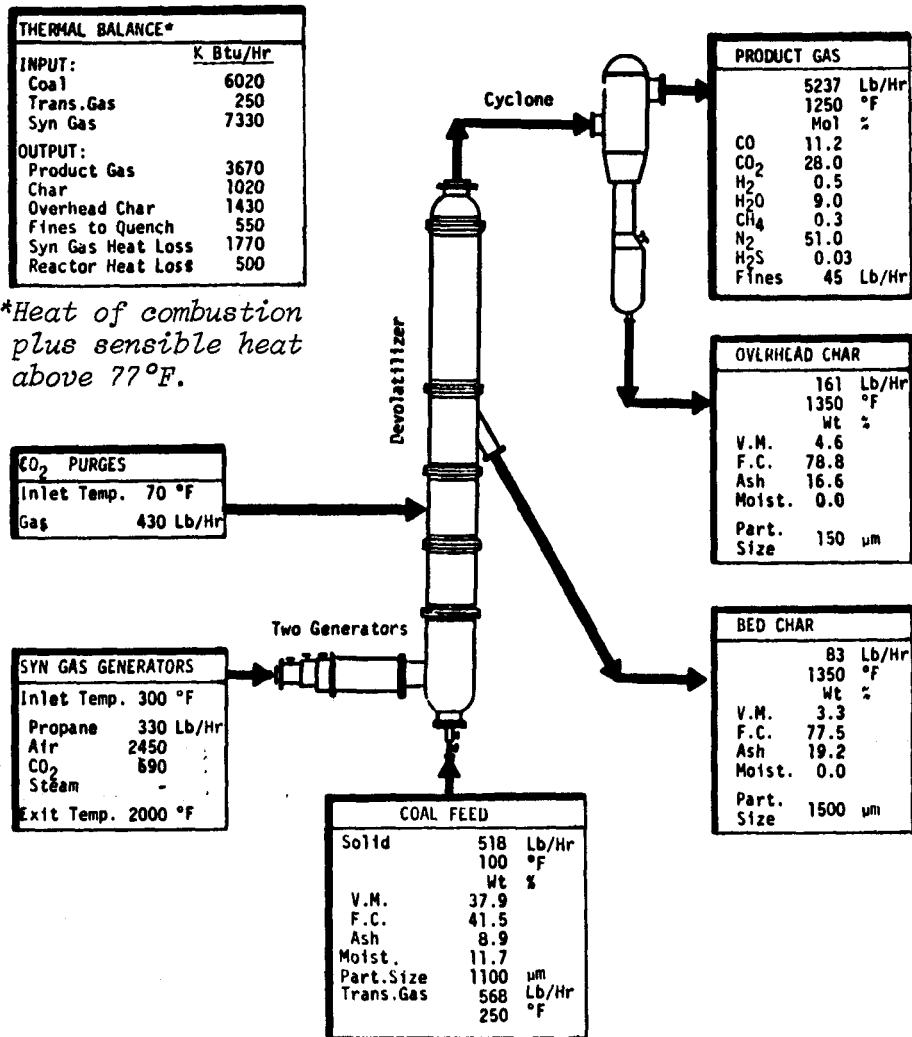 THERMAL BALANCE*
K Btu/Hr
INPUT:
Coal 6020
Trans.Gas 250
Syn Gas 7330
OUTPUT:
Product Gas 3670
Char 1020
Overhead Char 1430
Fines to Quench 550
Syn Gas Heat Loss 1770
Reactor Heat Loss 500
*Heat of combustion
plus sensible heat
above 77°F.
CO2 PURGES
Inlet Temp. 70 °F
Gas 430 Lb/Hr
SYN GAS GENERATORS
Inlet Temp. 300 °F
Propane 330 Lb/Hr
Air 2450
CO2 690
Steam -
Exit Temp. 2000 °F
Cyclone
Devolatilizer
Two Generators
COAL FEED
Solid 518 Lb/Hr
100 °F
Wt %
V.M. 37.9
F.C. 41.5
Ash 8.9
Moist. 11.7
Part.Size 1100 µm
Trans.Gas 568 Lb/Hr
250 °F
PRODUCT GAS
5237 Lb/Hr
1250 °F
Mol %
CO 11.2
CO2 28.0
H2 0.5
H2O 9.0
CH4 0.3
N2 51.0
H2S 0.03
Fines 45 Lb/Hr
OVERHEAD CHAR
161 Lb/Hr
1350 °F
Wt %
V.M. 4.6
F.C. 78.8
Ash 16.6
Moist. 0.0
Part.
Size 150 µm
BED CHAR
83 Lb/Hr
1350 °F
Wt %
V.M. 3.3
F.C. 77.5
Ash 19.2
Moist. 0.0
Part.
Size 1500 µm